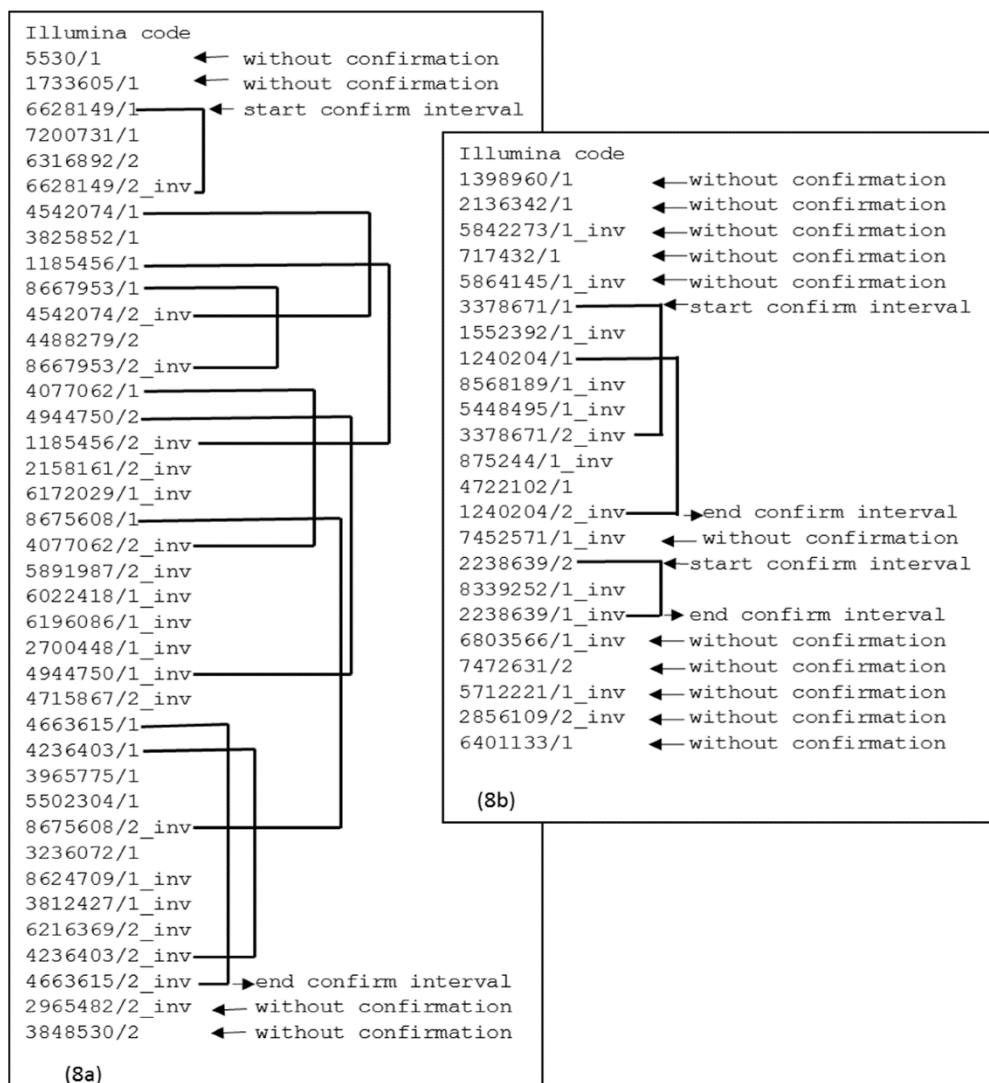 Illumina code
5530/1 without confirmation
1733605/1 without confirmation
6628149/1 start confirm interval
7200731/1
6316892/2
6628149/2_inv
4542074/1
3825852/1
1185456/1
8667953/1
4542074/2_inv
4488279/2
8667953/2_inv
4077062/1
4944750/2
1185456/2_inv
2158161/2_inv
6172029/1_inv
8675608/1
4077062/2_inv
5891987/2_inv
6022418/1_inv
6196086/1_inv
2700448/1_inv
4944750/1_inv
4715867/2_inv
4663615/1
4236403/1
3965775/1
5502304/1
8675608/2_inv
3236072/1
8624709/1_inv
3812427/1_inv
6216369/2_inv
4236403/2_inv
4663615/2_inv end confirm interval
2965482/2_inv without confirmation
3848530/2 without confirmation
(8a)
Illumina code
1398960/1 without confirmation
2136342/1 without confirmation
5842273/1_inv without confirmation
717432/1 without confirmation
5864145/1_inv without confirmation
3378671/1 start confirm interval
1552392/1_inv
1240204/1
8568189/1_inv
5448495/1_inv
3378671/2_inv
875244/1_inv
4722102/1
1240204/2_inv end confirm interval
7452571/1_inv without confirmation
2238639/2 start confirm interval
8339252/1_inv
2238639/1_inv end confirm interval
6803566/1_inv without confirmation
7472631/2 without confirmation
5712221/1_inv without confirmation
2856109/2_inv without confirmation
6401133/1 without confirmation
(8b)